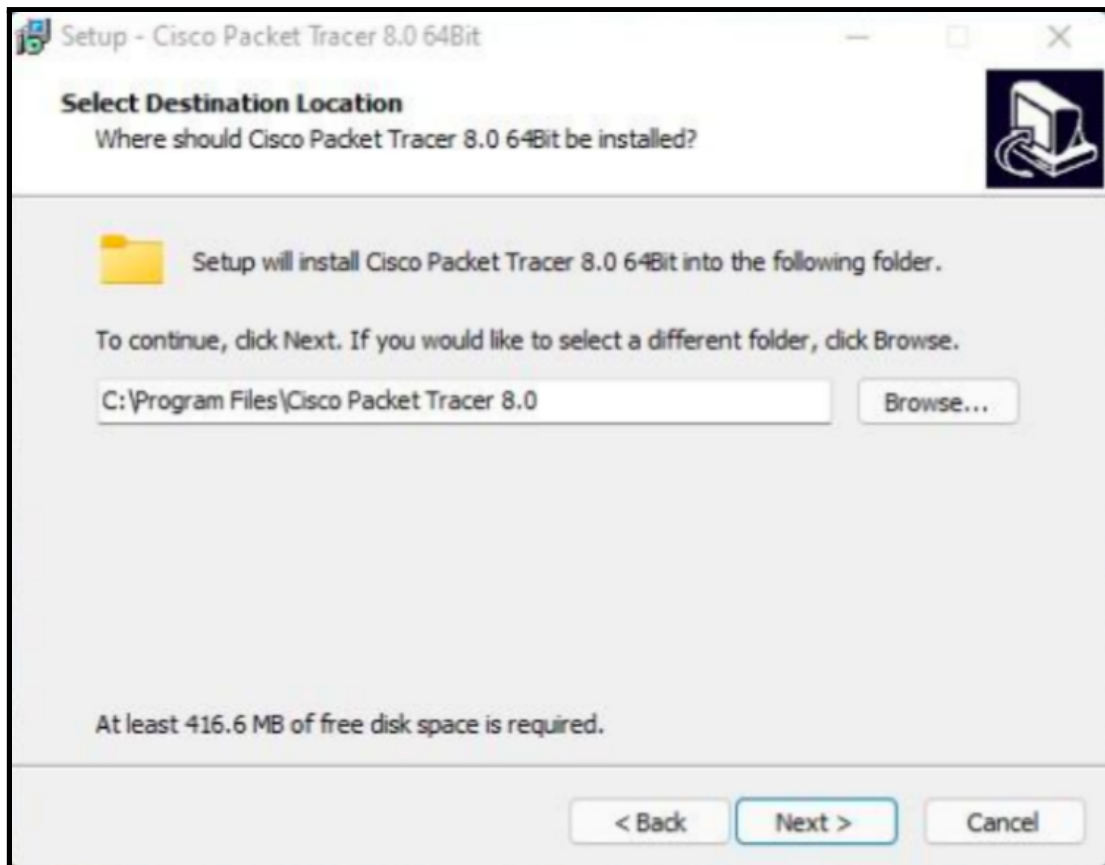 Setup - Cisco Packet Tracer 8.0 64Bit
Select Destination Location
Where should Cisco Packet Tracer 8.0 64Bit be installed?
Setup will install Cisco Packet Tracer 8.0 64Bit into the following folder.
To continue, click Next. If you would like to select a different folder, click Browse.
C:\Program Files\Cisco Packet Tracer 8.0
Browse...
At least 416.6 MB of free disk space is required.
< Back
Next >
Cancel